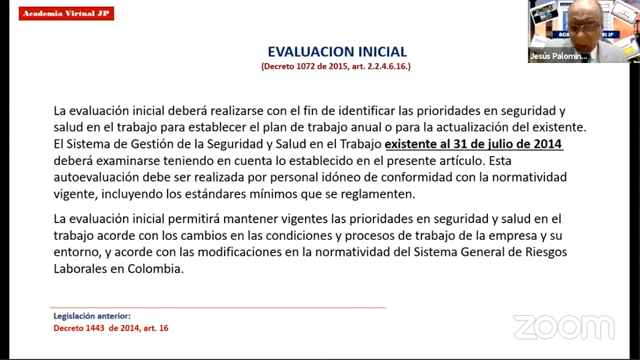 Academia Virtual JP
EVALUACION INICIAL
(Decreto 1072 de 2015, art. 2.2.4.6.16.)
La evaluación inicial deberá realizarse con el fin de identificar las prioridades en seguridad y
salud en el trabajo para establecer el plan de trabajo anual o para la actualización del existente.
El Sistema de Gestión de la Seguridad y Salud en el Trabajo existente al 31 de julio de 2014
deberá examinarse teniendo en cuenta lo establecido en el presente artículo. Esta
autoevaluación debe ser realizada por personal idóneo de conformidad con la normatividad
vigente, incluyendo los estándares mínimos que se reglamenten.
La evaluación inicial permitirá mantener vigentes las prioridades en seguridad y salud en el
trabajo acorde con los cambios en las condiciones y procesos de trabajo de la empresa y su
entorno, y acorde con las modificaciones en la normatividad del Sistema General de Riesgos
Laborales en Colombia.
Legislación anterior:
Decreto 1443 de 2014, art. 16
Jesús Palomin...
zoom